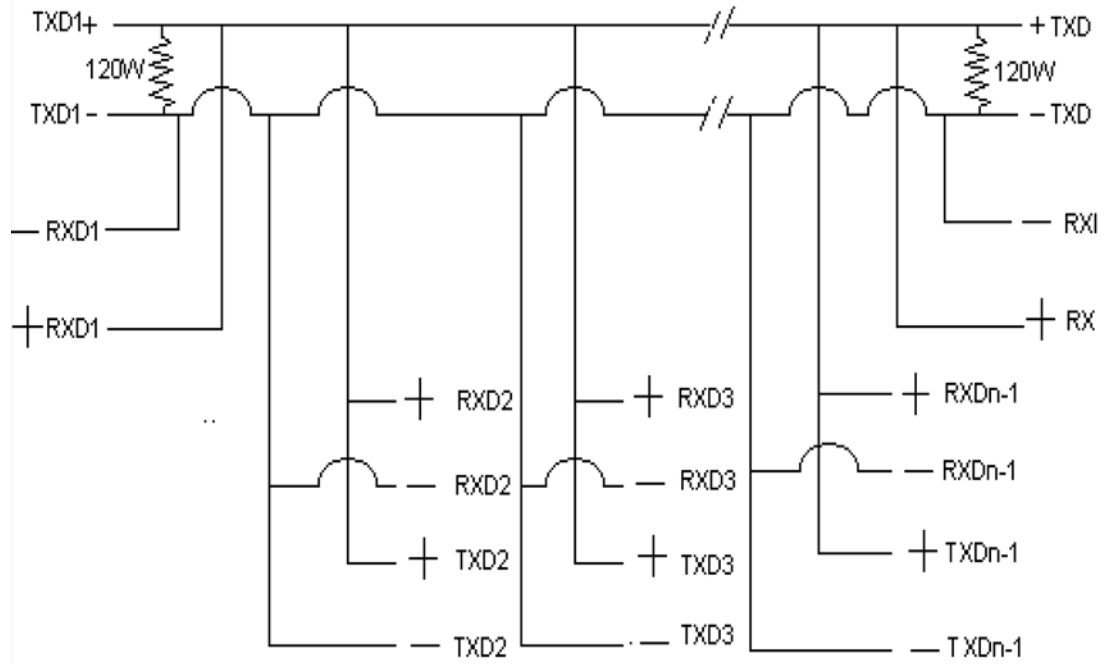 TXD1+
+ TXD
120W
120W
TXD1 -
- TXD
— RXD1
— RXI
+ RXD1
+ RX
+ RXD2
+ RXD3
+ RXDn-1
— RXD2
— RXD3
— RXDn-1
+ TXD2
+ TXD3
+ TXDn-1
— TXD2
— TXD3
— TXDn-1